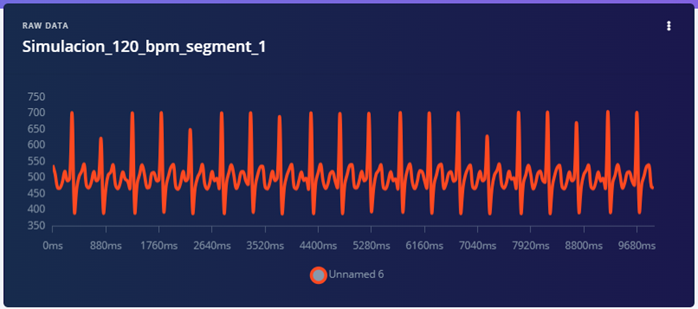 RAW DATA
Simulacion_120_bpm_segment_1
750
700
650
600
550
500
450
400
350
0ms 880ms 1760ms 2640ms 3520ms 4400ms 5280ms 6160ms 7040ms 7920ms 8800ms 9680ms
Unnamed 6